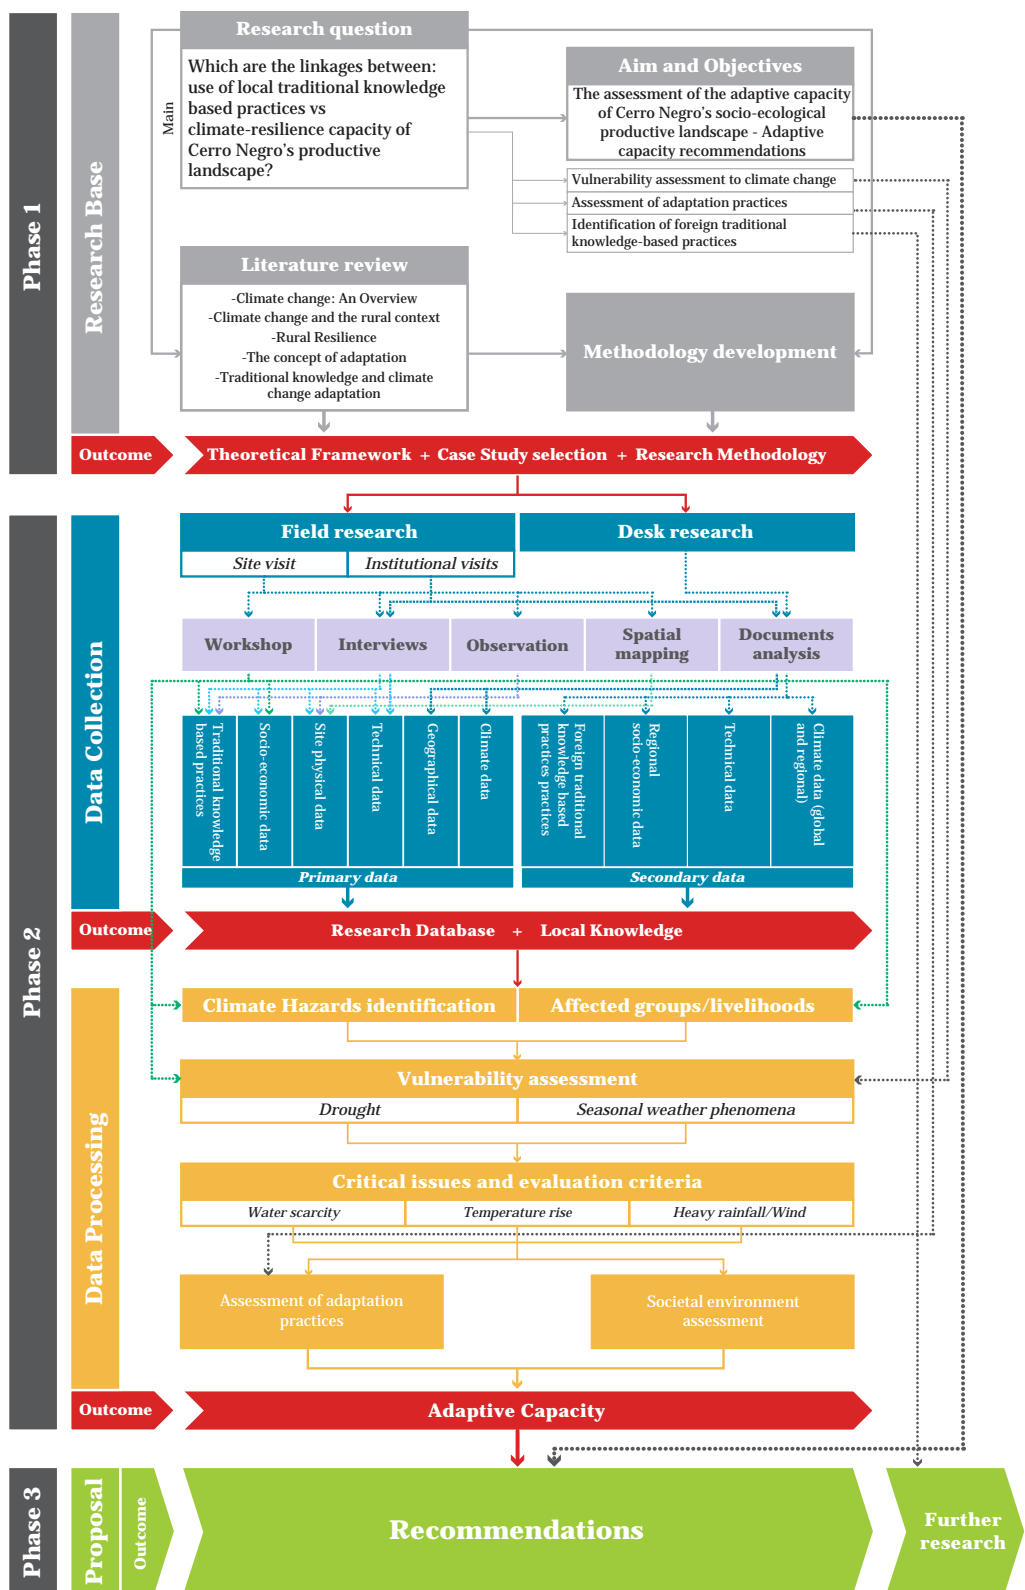 Phase 1
Research Base
Main
Research question
Which are the linkages between:
use of local traditional knowledge
based practices vs
climate-resilience capacity of
Cerro Negro's productive
landscape?
Aim and Objectives
The assessment of the adaptive capacity
of Cerro Negro's socio-ecological
productive landscape - Adaptive
capacity recommendations
Vulnerability assessment to climate change
Assessment of adaptation practices
Identification of foreign traditional
knowledge-based practices
Literature review
-Climate change: An Overview
-Climate change and the rural context
-Rural Resilience
-The concept of adaptation
-Traditional knowledge and climate
change adaptation
Methodology development
Outcome
Theoretical Framework + Case Study selection + Research Methodology
Phase 2
Data Collection
Field research
Desk research
Site visit
Institutional visits
Workshop
Interviews
Observation
Spatial
mapping
Documents
analysis
Traditional knowledge
based practices
Socio-economic data
Site physical data
Technical data
Geographical data
Climate data
Foreign traditional
knowledge based
practices practices
Regional
socio-economic data
Technical data
Climate data (global
and regional)
Primary data
Secondary data
Outcome
Research Database + Local Knowledge
Data Processing
Climate Hazards identification
Affected groups/livelihoods
Vulnerability assessment
Drought
Seasonal weather phenomena
Critical issues and evaluation criteria
Water scarcity
Temperature rise
Heavy rainfall/Wind
Assessment of adaptation
practices
Societal environment
assessment
Outcome
Adaptive Capacity
Phase 3
Proposal
Outcome
Recommendations
Further
research